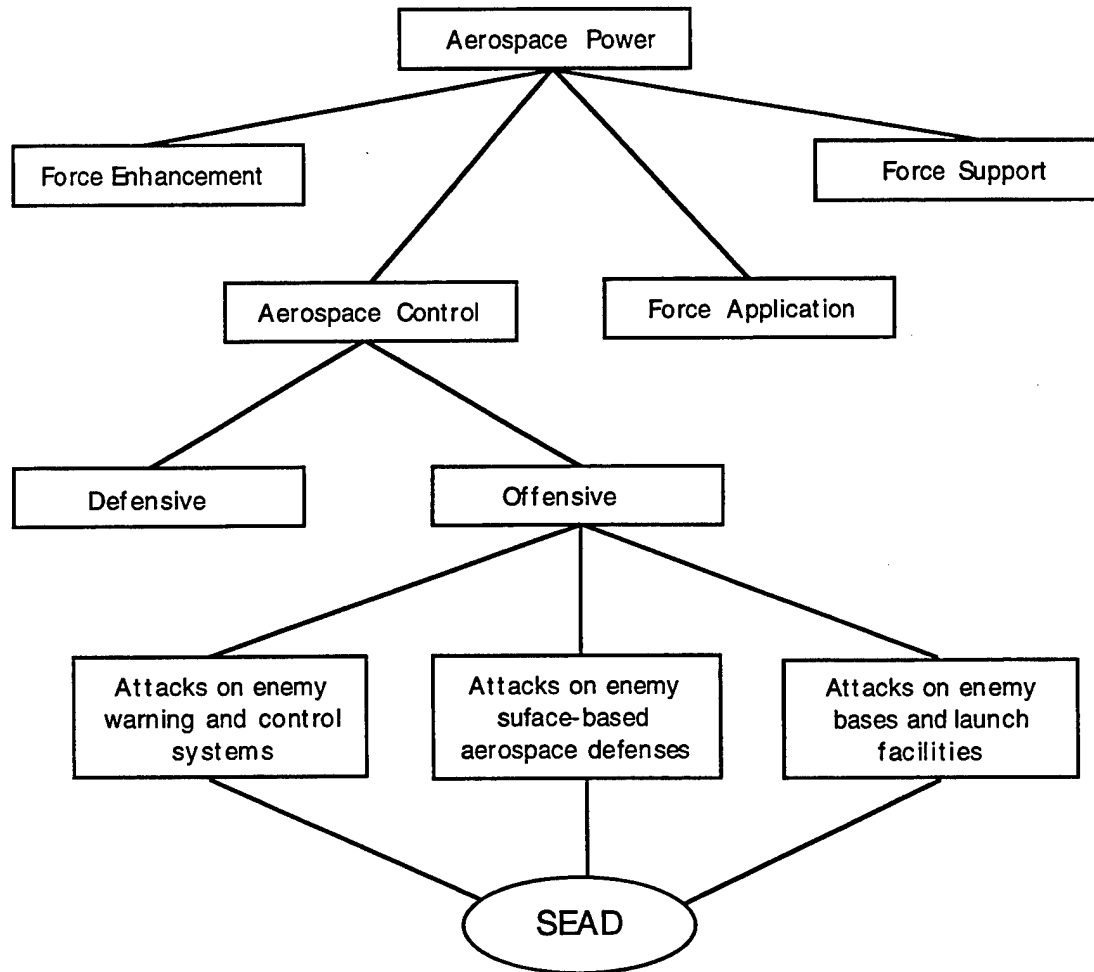 Aerospace Power
Force Enhancement
Force Support
Aerospace Control
Force Application
Defensive
Offensive
Attacks on enemy
warning and control
systems
Attacks on enemy
suface-based
aerospace defenses
Attacks on enemy
bases and launch
facilities
SEAD